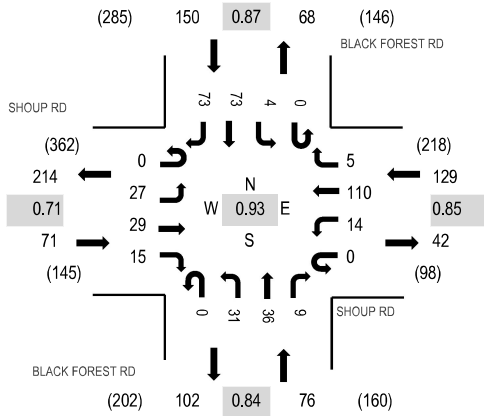 (285) 150 0.87 68 (146)
BLACK FOREST RD
73 73 4 0
SHOUP RD
(362)
214
0.71
71
(145)
0
27
29
15
N
W 0.93 E
S
5
110
14
0
(218)
129
0.85
42
(98)
0 31 36 9
SHOUP RD
BLACK FOREST RD
(202) 102 0.84 76 (160)